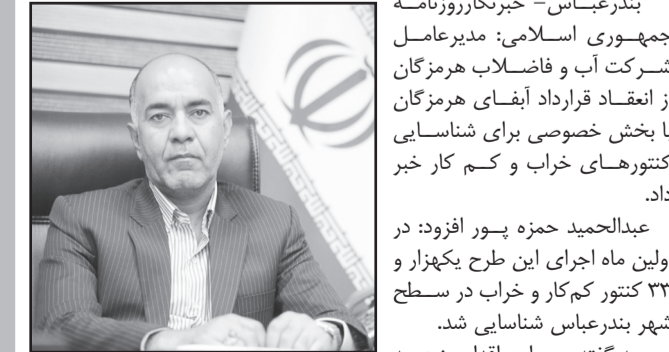 بندرعباس- خبرنگارروزنامه
جمهوری اسلامی: مدیرعامل
شرکت آب و فاضلاب هرمزگان
از انعقاد قرارداد آبفای هرمزگان
با بخش خصوصی برای شناسایی
کنتورهای خراب و کم کار خبر
داد.
عبدالحمید حمزه پور افزود: در
اولین ماه اجرای این طرح یکهزار و
۳۳ کنتور کم‌کار و خراب در سطح
شهر بندرعباس شناسایی شد.